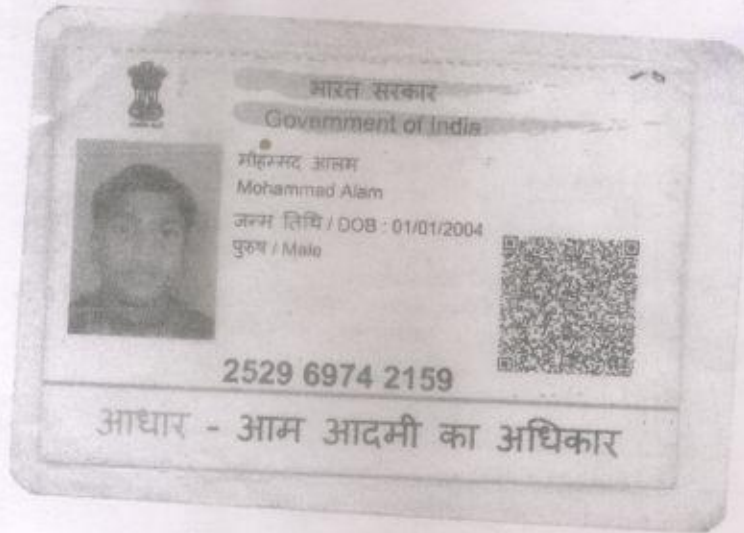 भारत सरकार
Government of India
मोहम्मद आलम
Mohammad Alam
जन्म तिथि / DOB : 01/01/2004
पुरुष / Male
2529 6974 2159
आधार - आम आदमी का अधिकार